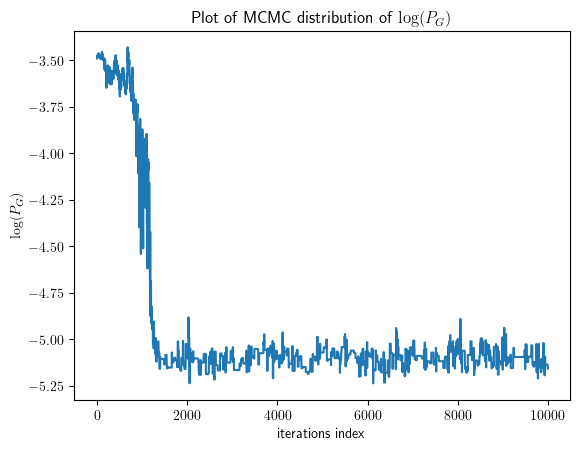 Plot of MCMC distribution of log(P_G)
−3.50
−3.75
−4.00
−4.25
−4.50
−4.75
−5.00
−5.25
log(P_G)
0 2000 4000 6000 8000 10000
iterations index